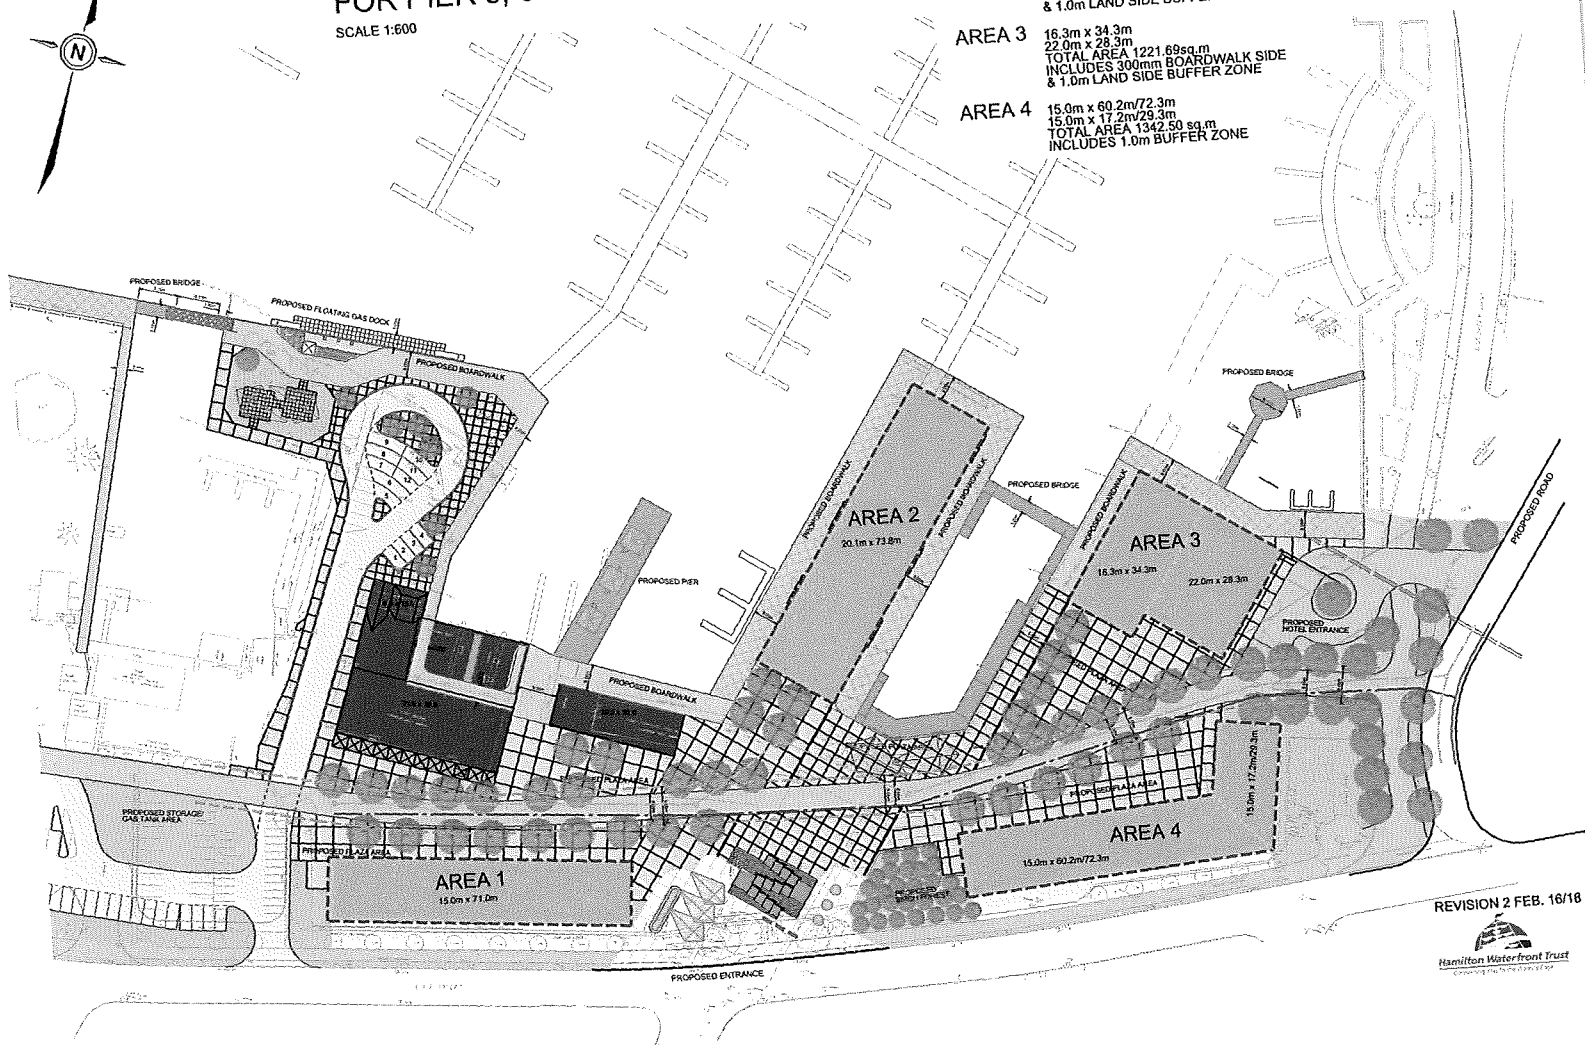 N
SCALE 1:600
& 1.0m LAND SIDE
AREA 3
16.3m x 34.3m
22.0m x 28.3m
TOTAL AREA 1221.69sq.m
INCLUDES 300mm BOARDWALK SIDE
& 1.0m LAND SIDE BUFFER ZONE
AREA 4
15.0m x 60.2m/72.3m
15.0m x 17.2m/29.3m
TOTAL AREA 1342.50 sq.m
INCLUDES 1.0m BUFFER ZONE
PROPOSED BRIDGE
PROPOSED FLOATING GAS DOCK
PROPOSED BOARDWALK
PROPOSED BRIDGE
PROPOSED BOARDWALK
AREA 2
20.1m x 73.8m
PROPOSED BOARDWALK
PROPOSED BRIDGE
PROPOSED BOARDWALK
AREA 3
16.3m x 34.3m
22.0m x 28.3m
PROPOSED ROAD
PROPOSED PIER
PROPOSED
HOTEL ENTRANCE
PROPOSED BOARDWALK
PROPOSED PLAZA AREA
PROPOSED PLAZA AREA
PROPOSED STORAGE/
GAS TANK AREA
PROPOSED PLAZA AREA
AREA 4
15.0m x 60.2m/72.3m
15.0m x 17.2m/29.3m
AREA 1
15.0m x 71.0m
PROPOSED
PROPOSED ENTRANCE
REVISION 2 FEB. 16/18
Hamilton Waterfront Trust